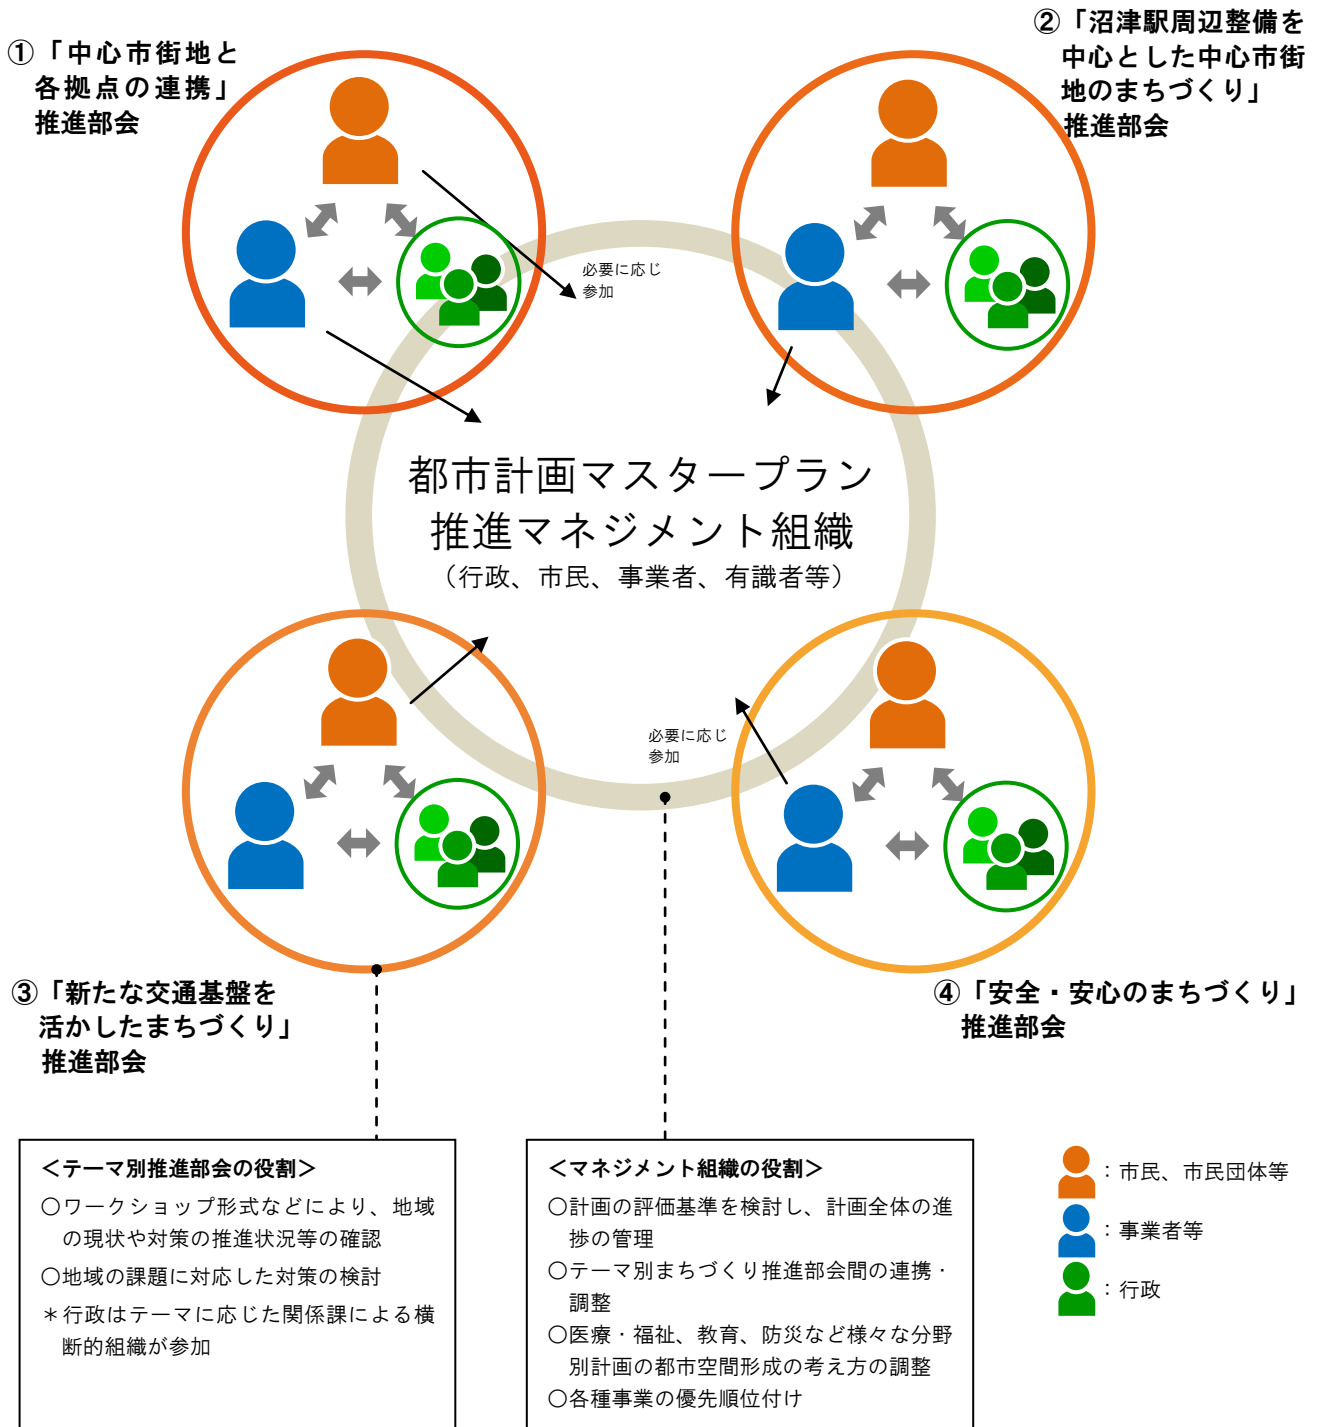 ①「中心市街地と
各拠点の連携」
推進部会
②「沼津駅周辺整備を
中心とした中心市街
地のまちづくり」
推進部会
必要に応じ
参加
都市計画マスタープラン
推進マネジメント組織
（行政、市民、事業者、有識者等）
必要に応じ
参加
③「新たな交通基盤を
活かしたまちづくり」
推進部会
④「安全・安心のまちづくり」
推進部会
＜テーマ別推進部会の役割＞
○ワークショップ形式などにより、地域
の現状や対策の推進状況等の確認
○地域の課題に対応した対策の検討
＊行政はテーマに応じた関係課による横
断的組織が参加
＜マネジメント組織の役割＞
○計画の評価基準を検討し、計画全体の進
捗の管理
○テーマ別まちづくり推進部会間の連携・
調整
○医療・福祉、教育、防災など様々な分野
別計画の都市空間形成の考え方の調整
○各種事業の優先順位付け
：市民、市民団体等
：事業者等
：行政